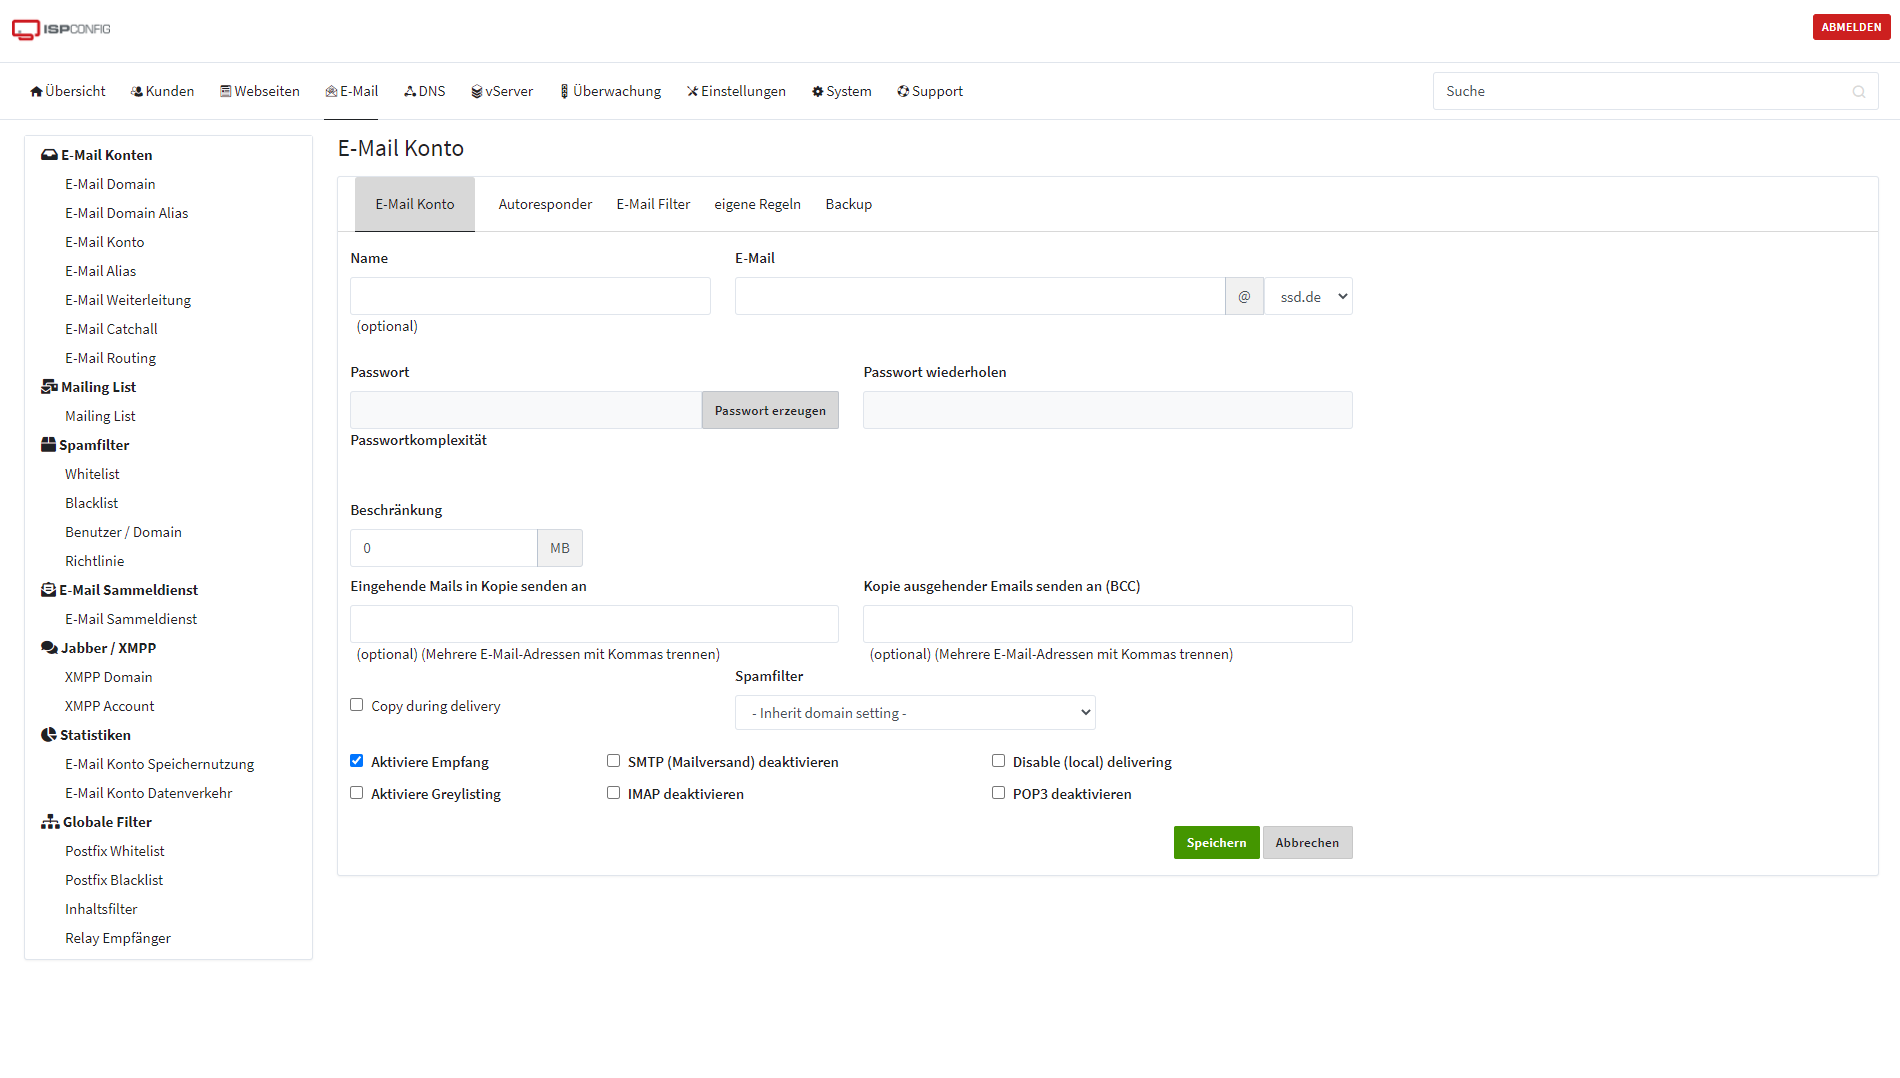 ISPCONFIG
ABMELDEN
Übersicht Kunden Webseiten E-Mail DNS vServer Überwachung Einstellungen System Support
Suche
E-Mail Konten
E-Mail Domain
E-Mail Domain Alias
E-Mail Konto
E-Mail Alias
E-Mail Weiterleitung
E-Mail Catchall
E-Mail Routing
Mailing List
Mailing List
Spamfilter
Whitelist
Blacklist
Benutzer / Domain
Richtlinie
E-Mail Sammeldienst
E-Mail Sammeldienst
Jabber / XMPP
XMPP Domain
XMPP Account
Statistiken
E-Mail Konto Speichernutzung
E-Mail Konto Datenverkehr
Globale Filter
Postfix Whitelist
Postfix Blacklist
Inhaltsfilter
Relay Empfänger
E-Mail Konto
E-Mail Konto Autoresponder E-Mail Filter eigene Regeln Backup
Name E-Mail
@ ssd.de
(optional)
Passwort Passwort wiederholen
Passwort erzeugen
Passwortkomplexität
Beschränkung
0 MB
Eingehende Mails in Kopie senden an Kopie ausgehender Emails senden an (BCC)
(optional) (Mehrere E-Mail-Adressen mit Kommas trennen) (optional) (Mehrere E-Mail-Adressen mit Kommas trennen)
Spamfilter
Copy during delivery - Inherit domain setting -
Aktiviere Empfang SMTP (Mailversand) deaktivieren Disable (local) delivering
Aktiviere Greylisting IMAP deaktivieren POP3 deaktivieren
Speichern Abbrechen